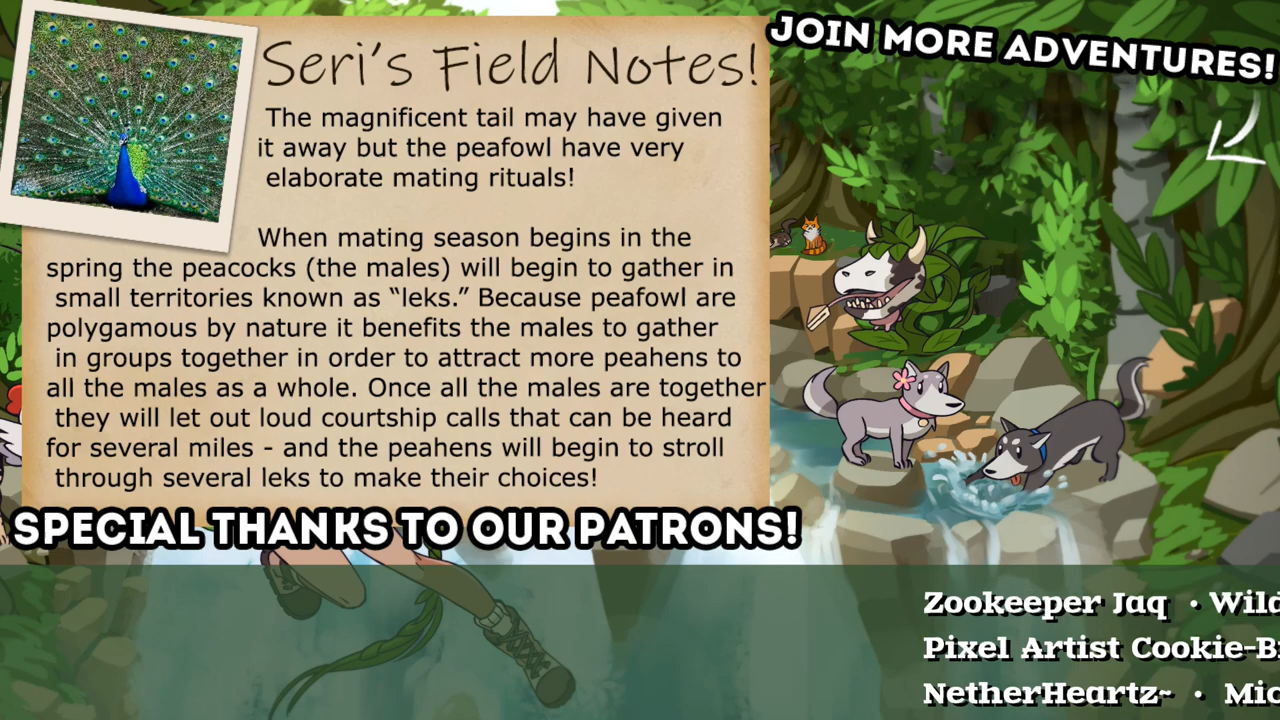 Seri's Field Notes!
JOIN MORE ADVENTURES!
The magnificent tail may have given
it away but the peafowl have very
elaborate mating rituals!
When mating season begins in the
spring the peacocks (the males) will begin to gather in
small territories known as “leks.” Because peafowl are
polygamous by nature it benefits the males to gather
in groups together in order to attract more peahens to
all the males as a whole. Once all the males are together
they will let out loud courtship calls that can be heard
for several miles - and the peahens will begin to stroll
through several leks to make their choices!
SPECIAL THANKS TO OUR PATRONS!
Zookeeper Jaq • Wild
Pixel Artist Cookie-B
NetherHeartz~ • Mic